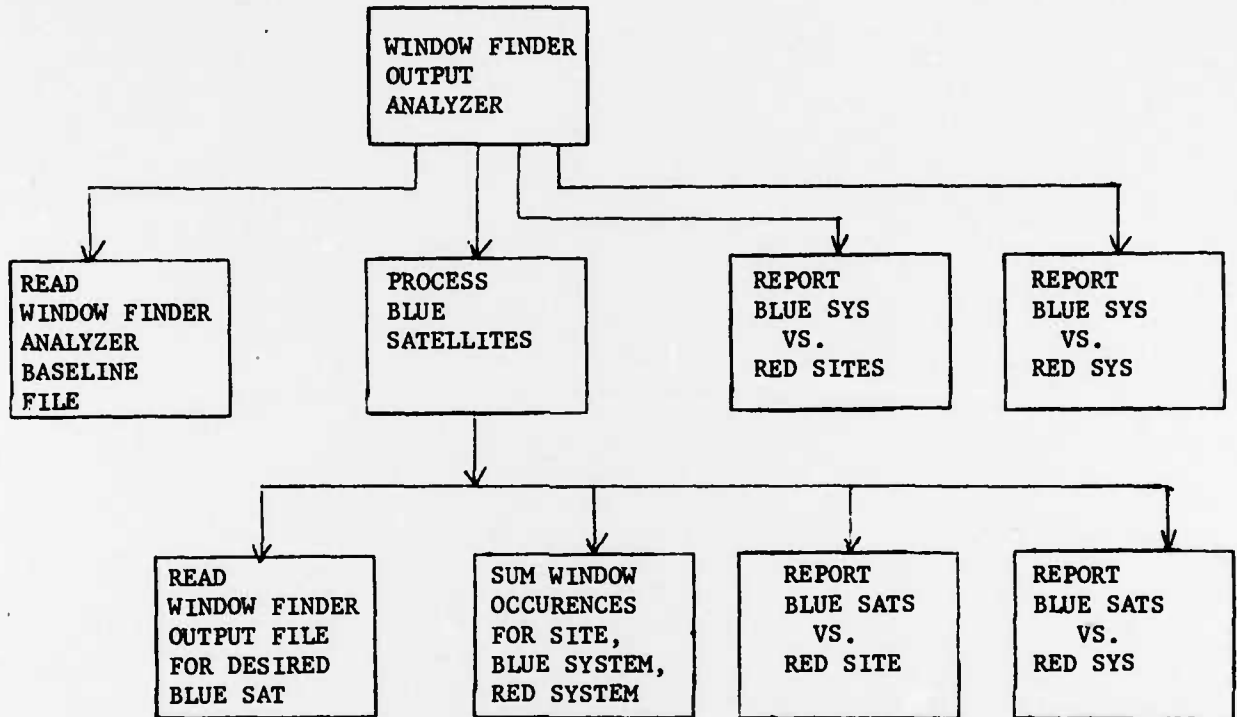 WINDOW FINDER
OUTPUT
ANALYZER
READ
WINDOW FINDER
ANALYZER
BASELINE
FILE
PROCESS
BLUE
SATELLITES
REPORT
BLUE SYS
VS.
RED SITES
REPORT
BLUE SYS
VS.
RED SYS
READ
WINDOW FINDER
OUTPUT FILE
FOR DESIRED
BLUE SAT
SUM WINDOW
OCCURENCES
FOR SITE,
BLUE SYSTEM,
RED SYSTEM
REPORT
BLUE SATS
VS.
RED SITE
REPORT
BLUE SATS
VS.
RED SYS